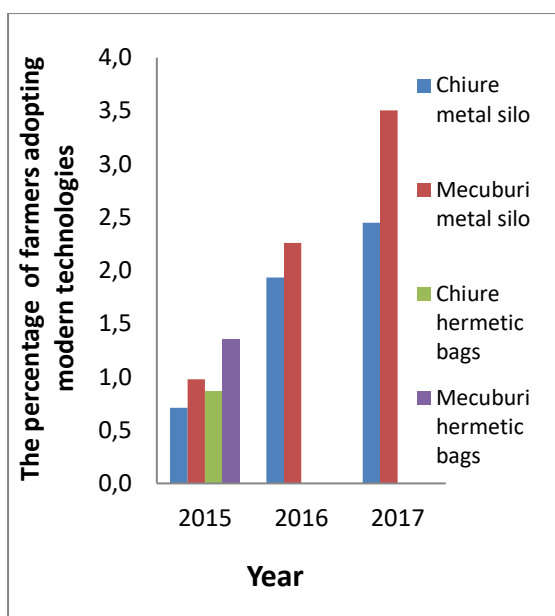 The percentage of farmers adopting
modern technologies
4,0
3,5
3,0
2,5
2,0
1,5
1,0
0,5
0,0
2015 2016 2017
Year
Chiure
metal silo
Mecuburi
metal silo
Chiure
hermetic
bags
Mecuburi
hermetic
bags